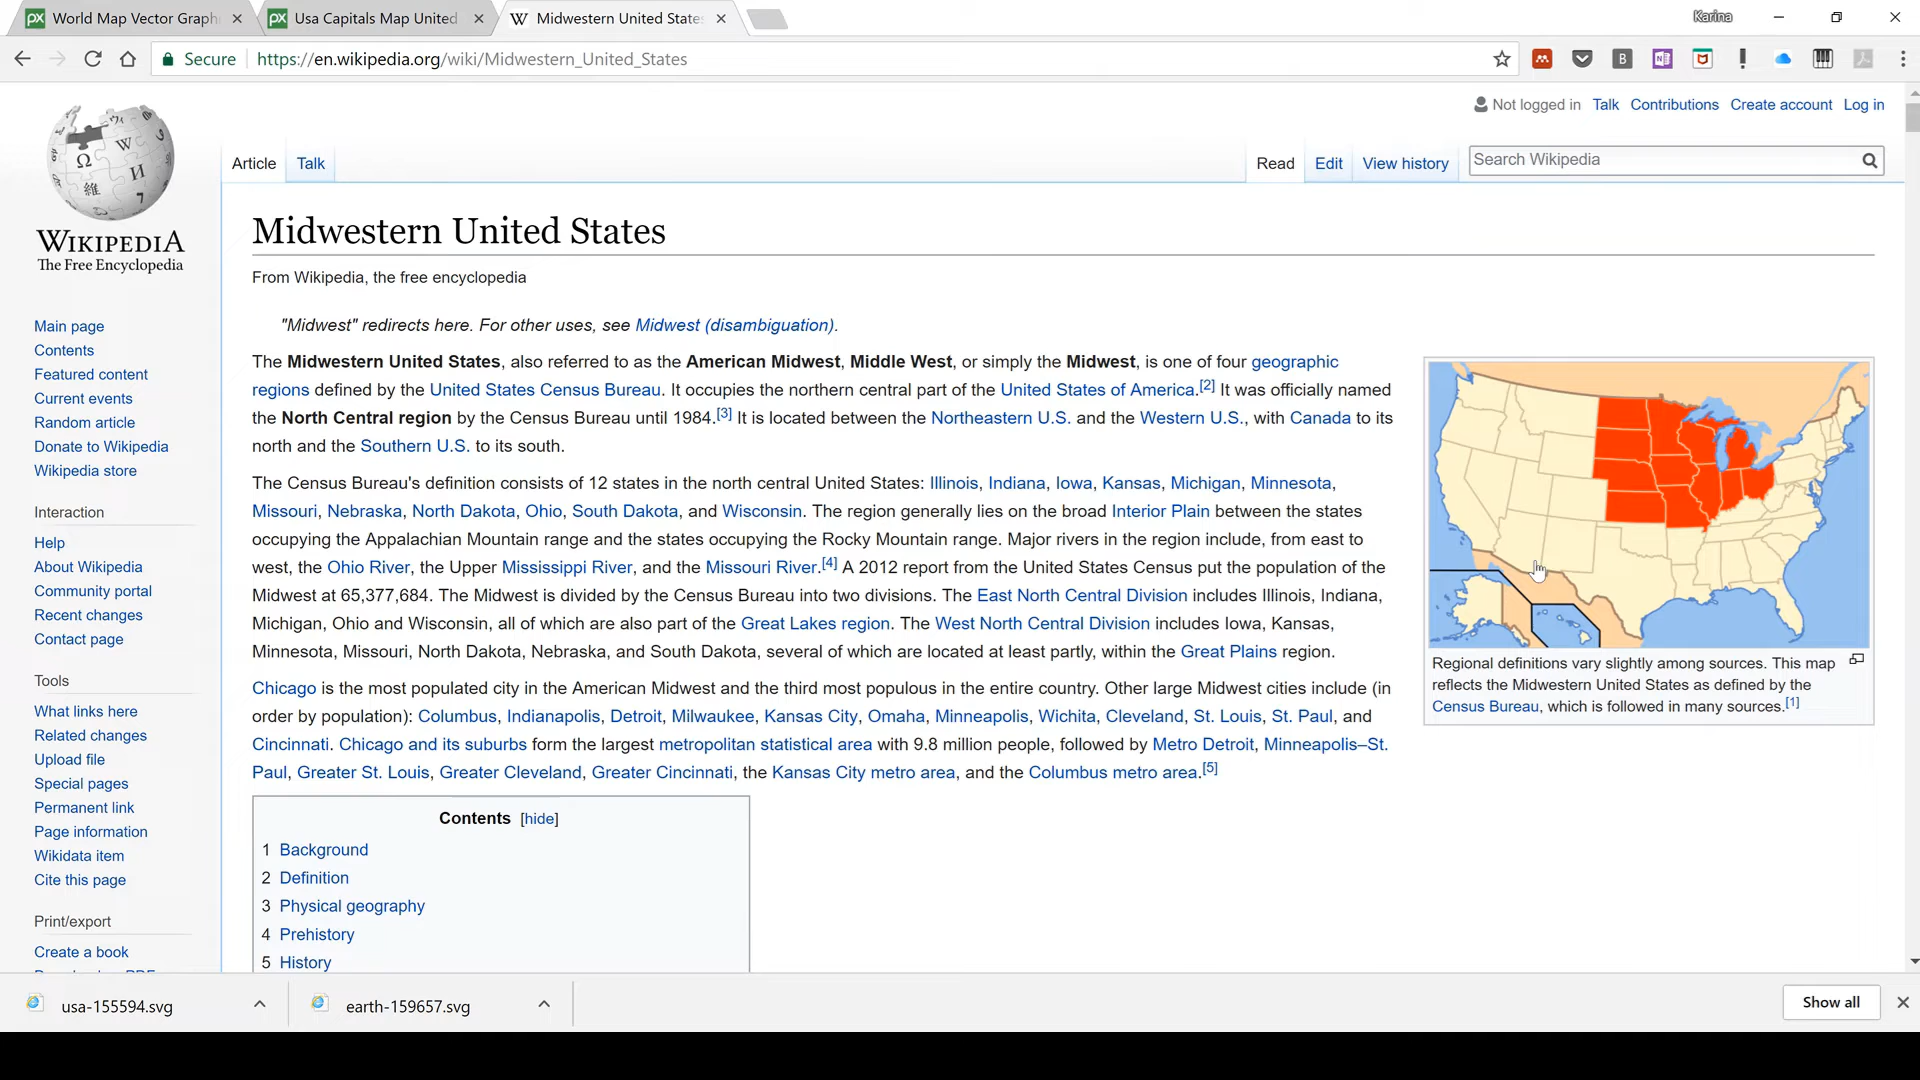 World Map Vector Graph
Usa Capitals Map United
Midwestern United States
Karina
Secure
https://en.wikipedia.org/wiki/Midwestern_United_States
Not logged in Talk Contributions Create account Log in
Article Talk
Read Edit View history
Search Wikipedia
WIKIPEDIA
The Free Encyclopedia
Main page
Contents
Featured content
Current events
Random article
Donate to Wikipedia
Wikipedia store
Interaction
Help
About Wikipedia
Community portal
Recent changes
Contact page
Tools
What links here
Related changes
Upload file
Special pages
Permanent link
Page information
Wikidata item
Cite this page
Print/export
Create a book
Midwestern United States
From Wikipedia, the free encyclopedia
"Midwest" redirects here. For other uses, see Midwest (disambiguation).
The Midwestern United States, also referred to as the American Midwest, Middle West, or simply the Midwest, is one of four geographic
regions defined by the United States Census Bureau. It occupies the northern central part of the United States of America.[2] It was officially named
the North Central region by the Census Bureau until 1984.[3] It is located between the Northeastern U.S. and the Western U.S., with Canada to its
north and the Southern U.S. to its south.
The Census Bureau's definition consists of 12 states in the north central United States: Illinois, Indiana, Iowa, Kansas, Michigan, Minnesota,
Missouri, Nebraska, North Dakota, Ohio, South Dakota, and Wisconsin. The region generally lies on the broad Interior Plain between the states
occupying the Appalachian Mountain range and the states occupying the Rocky Mountain range. Major rivers in the region include, from east to
west, the Ohio River, the Upper Mississippi River, and the Missouri River.[4] A 2012 report from the United States Census put the population of the
Midwest at 65,377,684. The Midwest is divided by the Census Bureau into two divisions. The East North Central Division includes Illinois, Indiana,
Michigan, Ohio and Wisconsin, all of which are also part of the Great Lakes region. The West North Central Division includes Iowa, Kansas,
Minnesota, Missouri, North Dakota, Nebraska, and South Dakota, several of which are located at least partly, within the Great Plains region.
Chicago is the most populated city in the American Midwest and the third most populous in the entire country. Other large Midwest cities include (in
order by population): Columbus, Indianapolis, Detroit, Milwaukee, Kansas City, Omaha, Minneapolis, Wichita, Cleveland, St. Louis, St. Paul, and
Cincinnati. Chicago and its suburbs form the largest metropolitan statistical area with 9.8 million people, followed by Metro Detroit, Minneapolis–St.
Paul, Greater St. Louis, Greater Cleveland, Greater Cincinnati, the Kansas City metro area, and the Columbus metro area.[5]
Regional definitions vary slightly among sources. This map
reflects the Midwestern United States as defined by the
Census Bureau, which is followed in many sources.[1]
Contents [hide]
1 Background
2 Definition
3 Physical geography
4 Prehistory
5 History
usa-155594.svg
earth-159657.svg
Show all